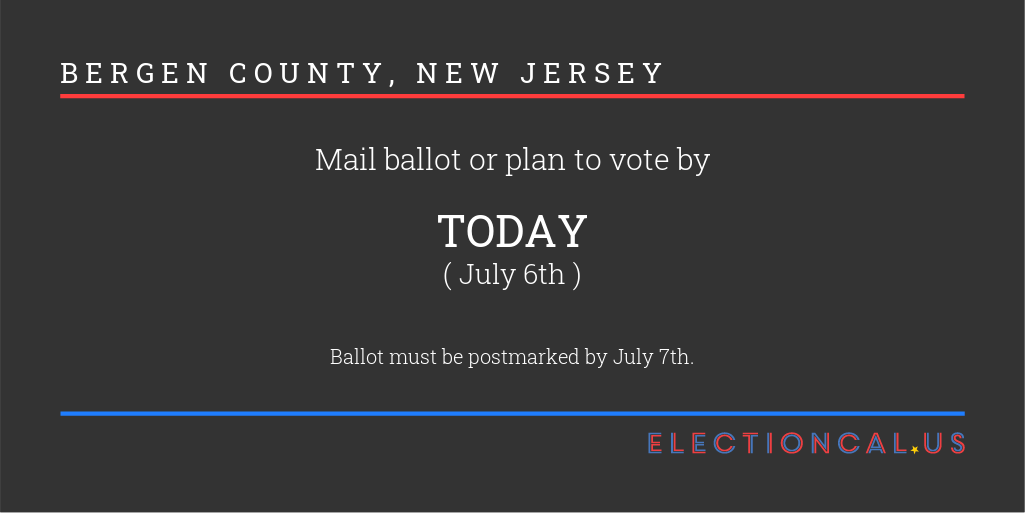 BERGEN COUNTY, NEW JERSEY
Mail ballot or plan to vote by
TODAY
( July 6th )
Ballot must be postmarked by July 7th.
ELECTIONCAL.US